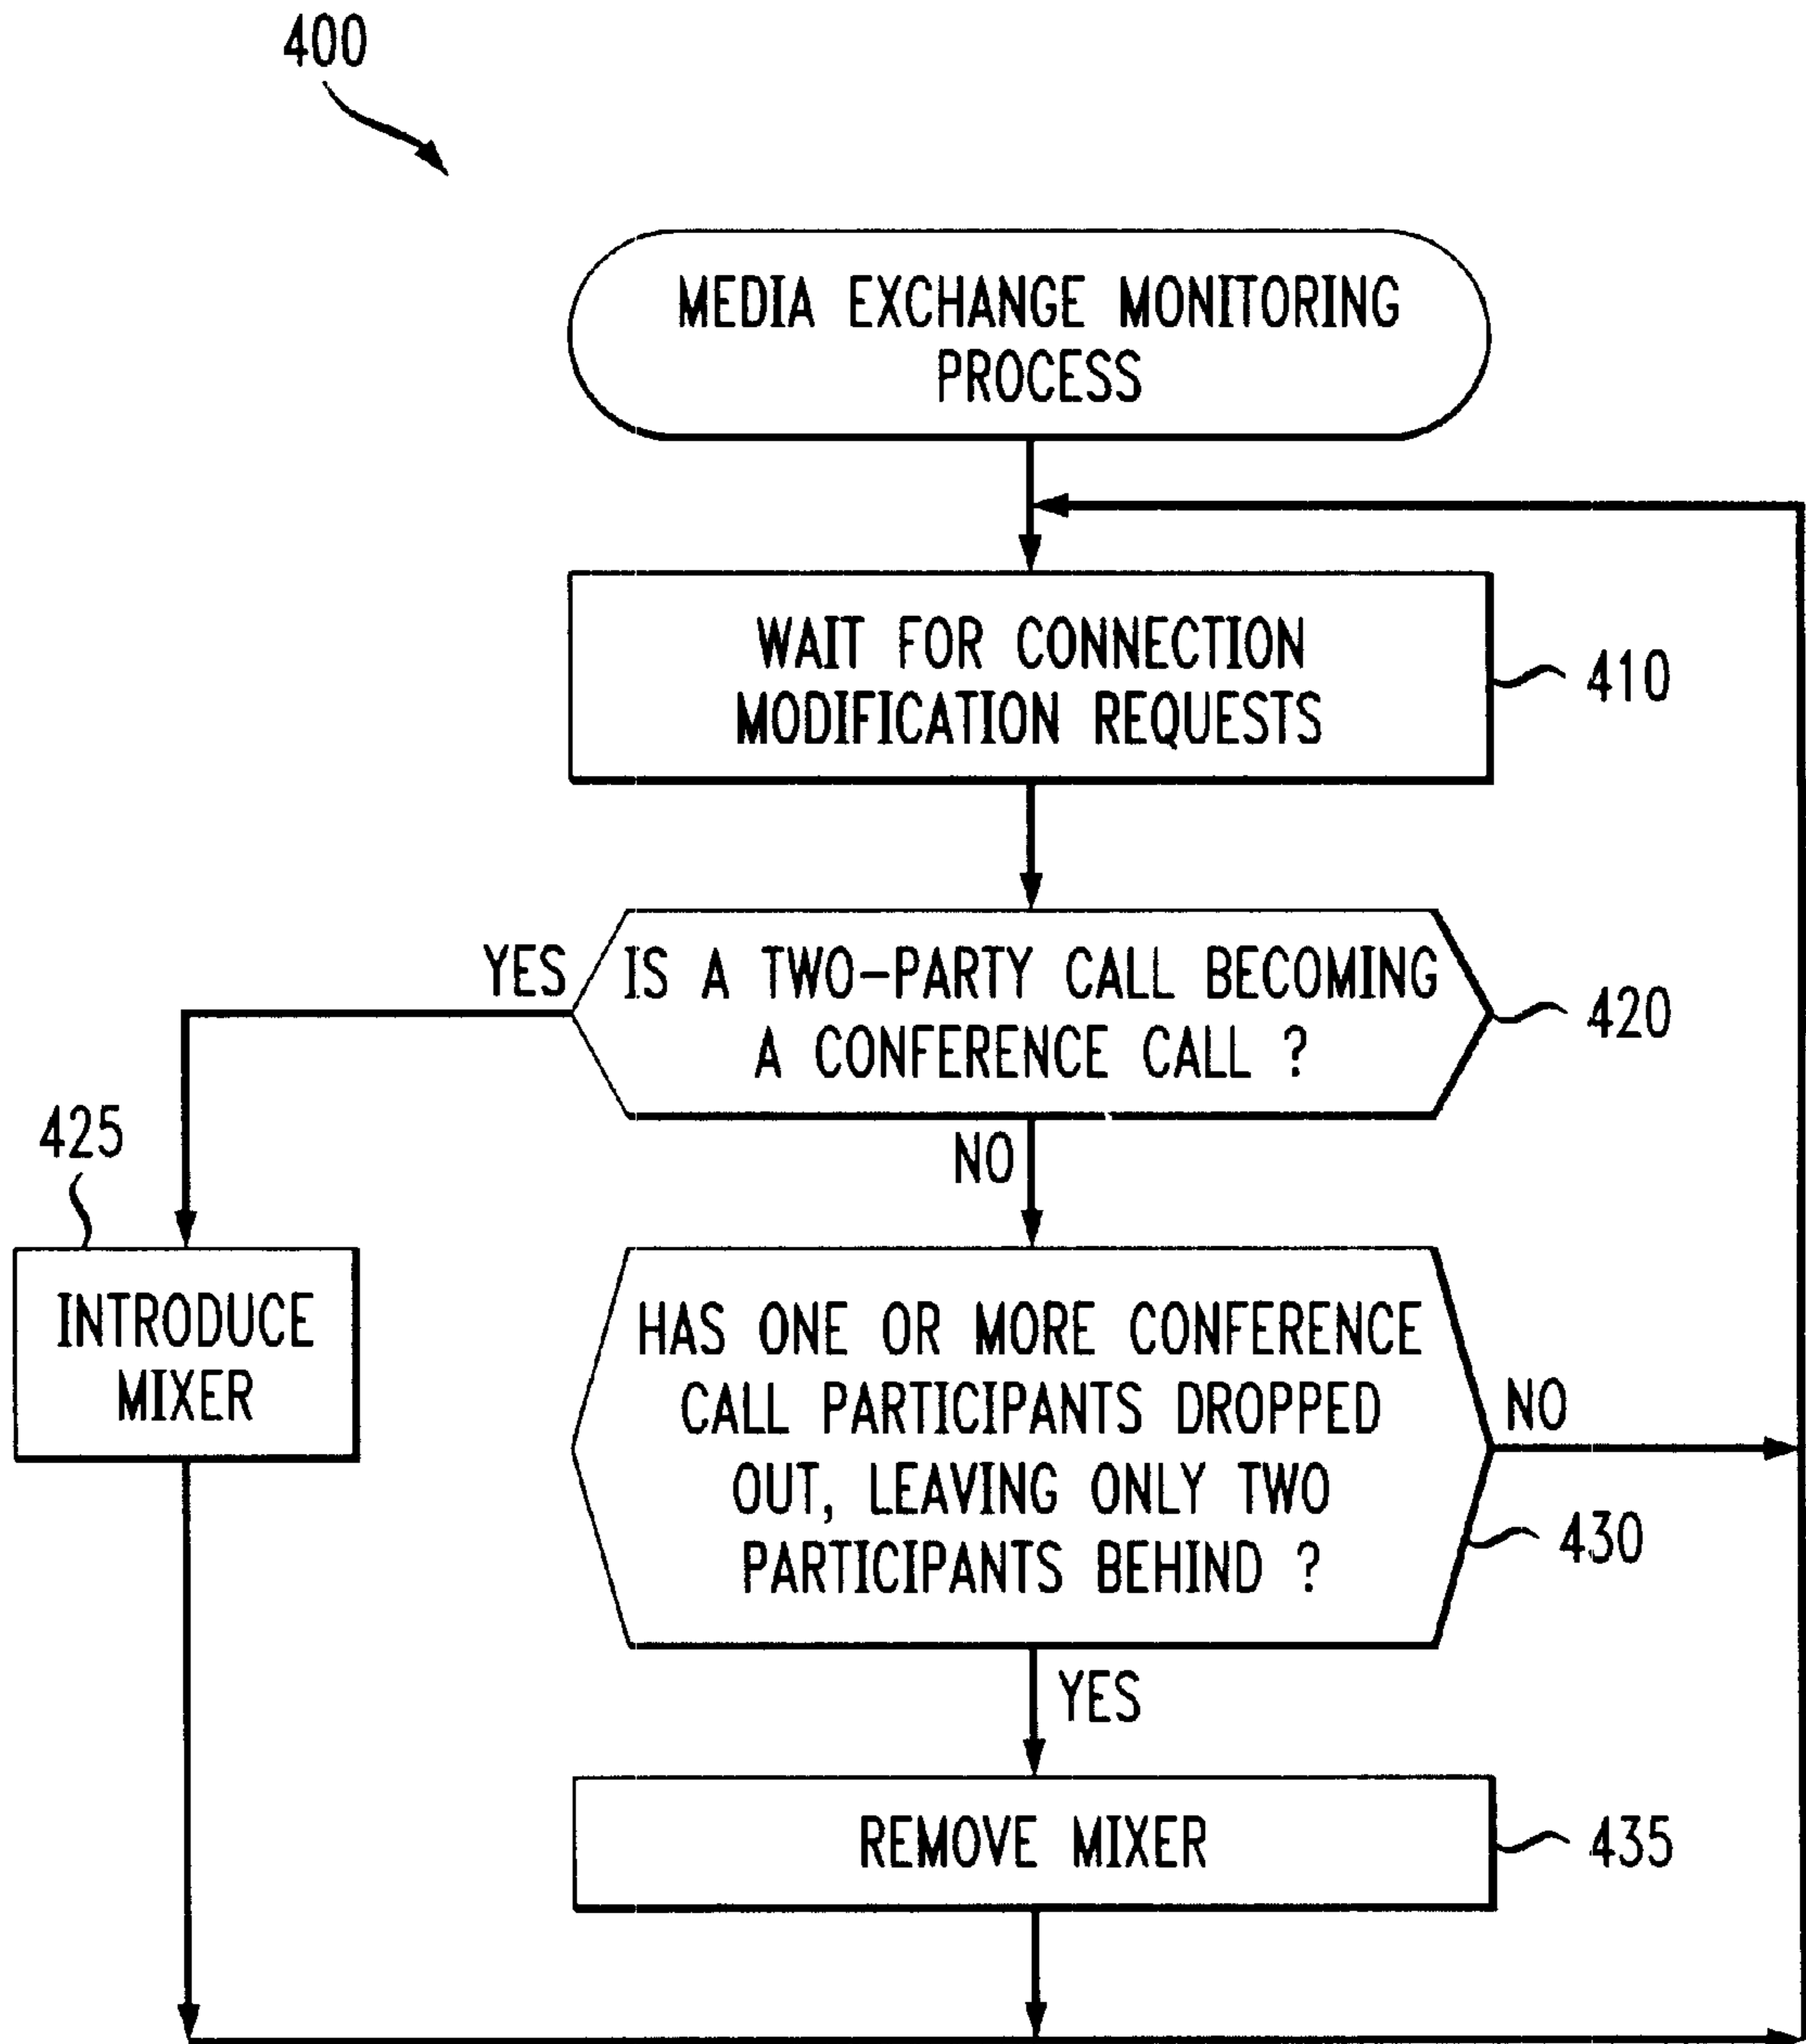 400
MEDIA EXCHANGE MONITORING
PROCESS
WAIT FOR CONNECTION
MODIFICATION REQUESTS
410
YES
IS A TWO-PARTY CALL BECOMING
A CONFERENCE CALL ?
420
NO
425
INTRODUCE
MIXER
HAS ONE OR MORE CONFERENCE
CALL PARTICIPANTS DROPPED
OUT, LEAVING ONLY TWO
PARTICIPANTS BEHIND ?
NO
430
YES
REMOVE MIXER
435